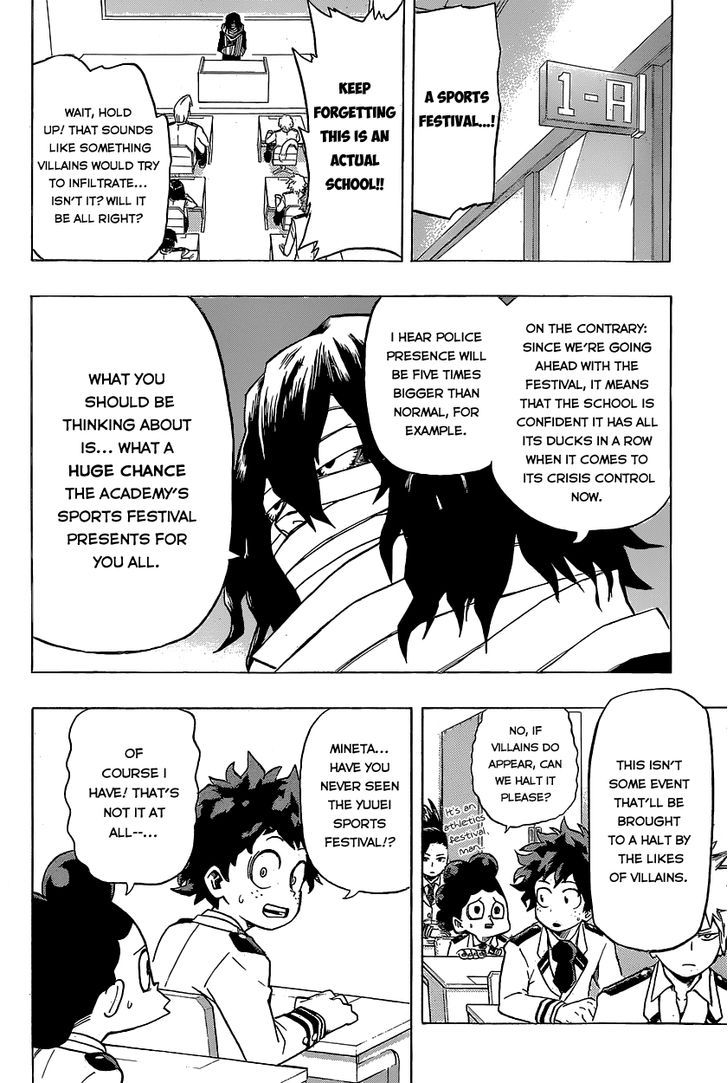 1-A
A SPORTS
FESTIVAL...!
KEEP
FORGETTING
THIS IS AN
ACTUAL
SCHOOL!!
WAIT, HOLD
UP! THAT SOUNDS
LIKE SOMETHING
VILLAINS WOULD TRY
TO INFILTRATE...
ISN'T IT? WILL IT
BE ALL RIGHT?
ON THE CONTRARY:
SINCE WE'RE GOING
AHEAD WITH THE
FESTIVAL, IT MEANS
THAT THE SCHOOL IS
CONFIDENT IT HAS ALL
ITS DUCKS IN A ROW
WHEN IT COMES TO
ITS CRISIS CONTROL
NOW.
I HEAR POLICE
PRESENCE WILL
BE FIVE TIMES
BIGGER THAN
NORMAL, FOR
EXAMPLE.
WHAT YOU
SHOULD BE
THINKING ABOUT
IS... WHAT A
HUGE CHANCE
THE ACADEMY'S
SPORTS FESTIVAL
PRESENTS FOR
YOU ALL.
THIS ISN'T
SOME EVENT
THAT'LL BE
BROUGHT
TO A HALT BY
THE LIKES
OF VILLAINS.
NO, IF
VILLAINS DO
APPEAR, CAN
WE HALT IT
PLEASE?
It's an
athletics
festival,
man
MINETA...
HAVE YOU
NEVER SEEN
THE YUUEI
SPORTS
FESTIVAL!?
OF
COURSE I
HAVE! THAT'S
NOT IT AT
ALL--...